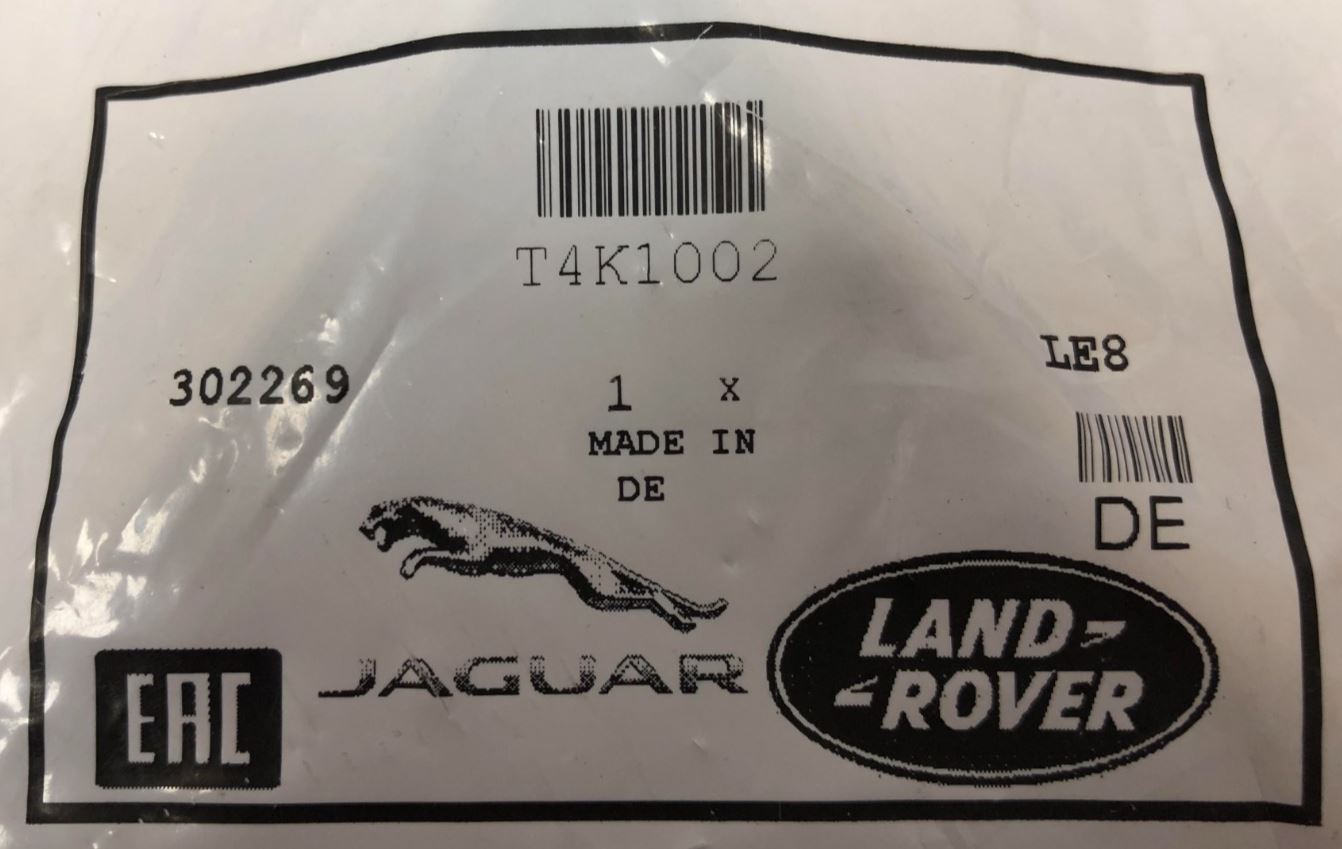 T4K1002
302269
1 X
LE8
MADE IN
DE
DE
JAGUAR
LAND
ROVER
EAC